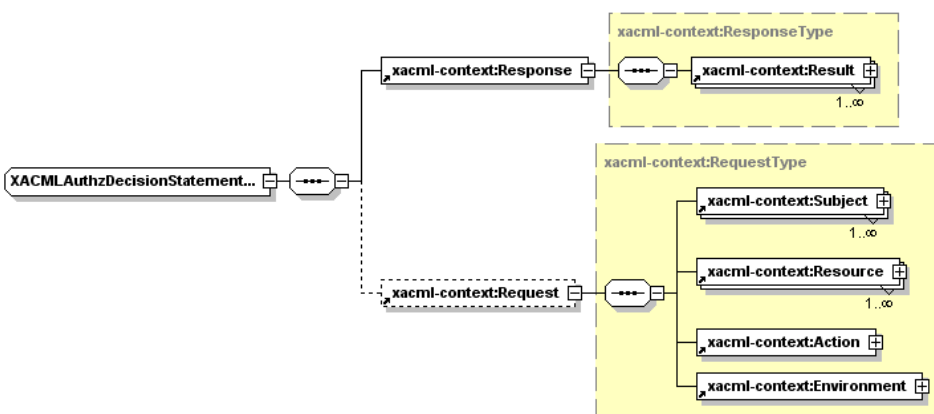 xacml-context:ResponseType
xacml-context:Response
xacml-context:Result
1..∞
XACMLAuthzDecisionStatement...
xacml-context:RequestType
xacml-context:Subject
1..∞
xacml-context:Resource
xacml-context:Request
1..∞
xacml-context:Action
xacml-context:Environment